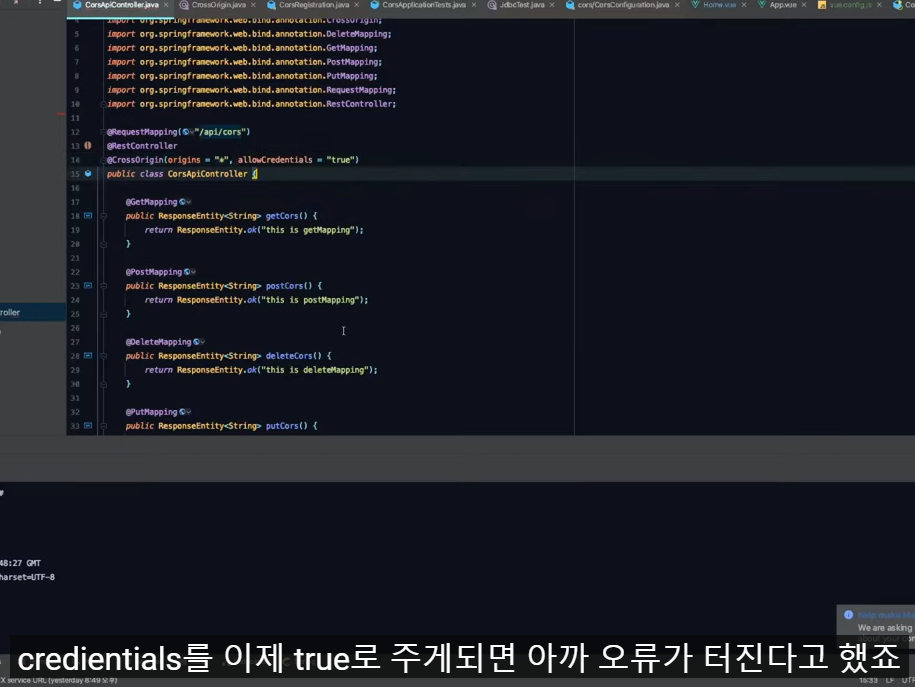 CorsApiController.java CrossOrigin.java CorsRegistration.java CorsApplicationTests.java JdbcTest.java cors/CorsConfiguration.java Home.vue App.vue vue.config.js
4 import org.springframework.web.bind.annotation.CrossOrigin;
5 import org.springframework.web.bind.annotation.DeleteMapping;
6 import org.springframework.web.bind.annotation.GetMapping;
7 import org.springframework.web.bind.annotation.PostMapping;
8 import org.springframework.web.bind.annotation.PutMapping;
9 import org.springframework.web.bind.annotation.RequestMapping;
10 import org.springframework.web.bind.annotation.RestController;
11
12 @RequestMapping("/api/cors")
13 @RestController
14 @CrossOrigin(origins = "*", allowCredentials = "true")
15 public class CorsApiController {
16
17 @GetMapping
18 public ResponseEntity<String> getCors() {
19 return ResponseEntity.ok("this is getMapping");
20 }
21
22 @PostMapping
23 public ResponseEntity<String> postCors() {
24 return ResponseEntity.ok("this is postMapping");
25 }
26
27 @DeleteMapping
28 public ResponseEntity<String> deleteCors() {
29 return ResponseEntity.ok("this is deleteMapping");
30 }
31
32 @PutMapping
33 public ResponseEntity<String> putCors() {
roller
48:27 GMT
harset=UTF-8
We are asking
credientials를 이제 true로 주게되면 아까 오류가 터진다고 했죠
X service URL (yesterday 8:49 오후) 15:33 LF UTF